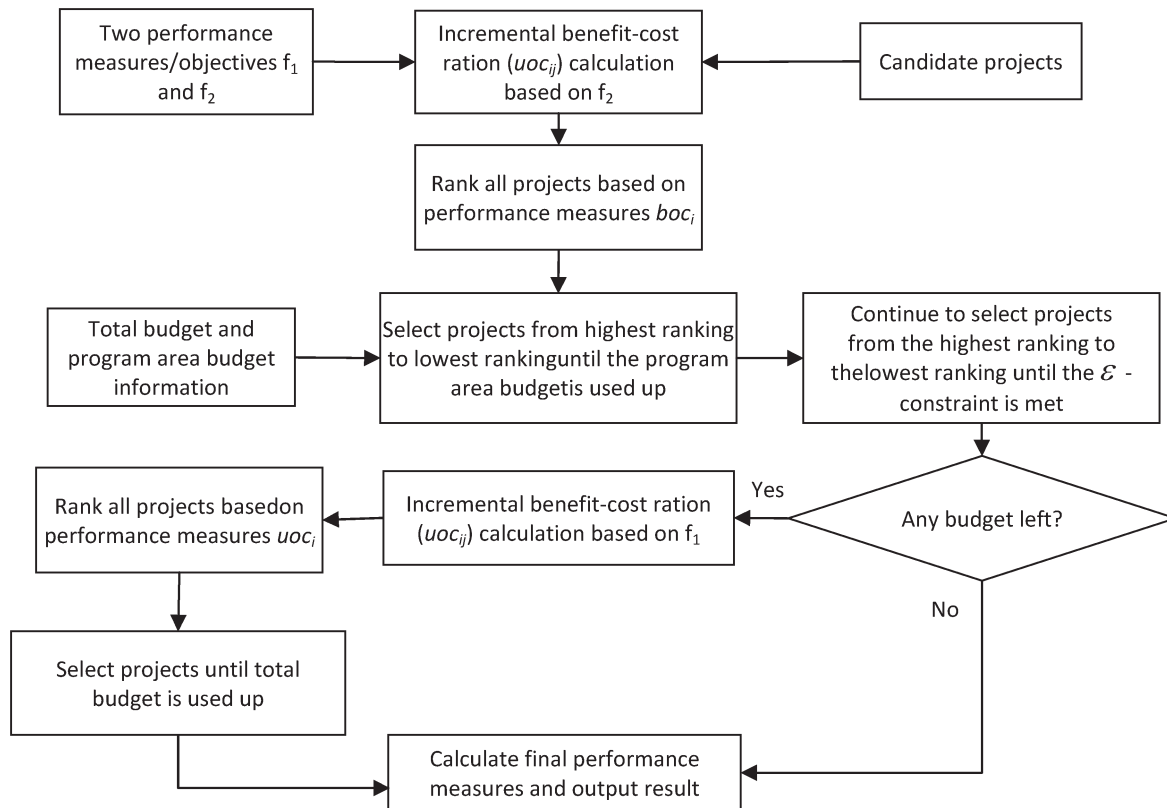 Two performance
measures/objectives f₁
and f₂
Incremental benefit-cost
ration (uocᵢⱼ) calculation
based on f₂
Candidate projects
Rank all projects based on
performance measures bocᵢ
Total budget and
program area budget
information
Select projects from highest ranking
to lowest rankinguntil the program
area budgetis used up
Continue to select projects
from the highest ranking to
thelowest ranking until the ε -
constraint is met
Any budget left?
Yes
Incremental benefit-cost ration
(uocᵢⱼ) calculation based on f₁
Rank all projects basedon
performance measures uocᵢ
No
Select projects until total
budget is used up
Calculate final performance
measures and output result